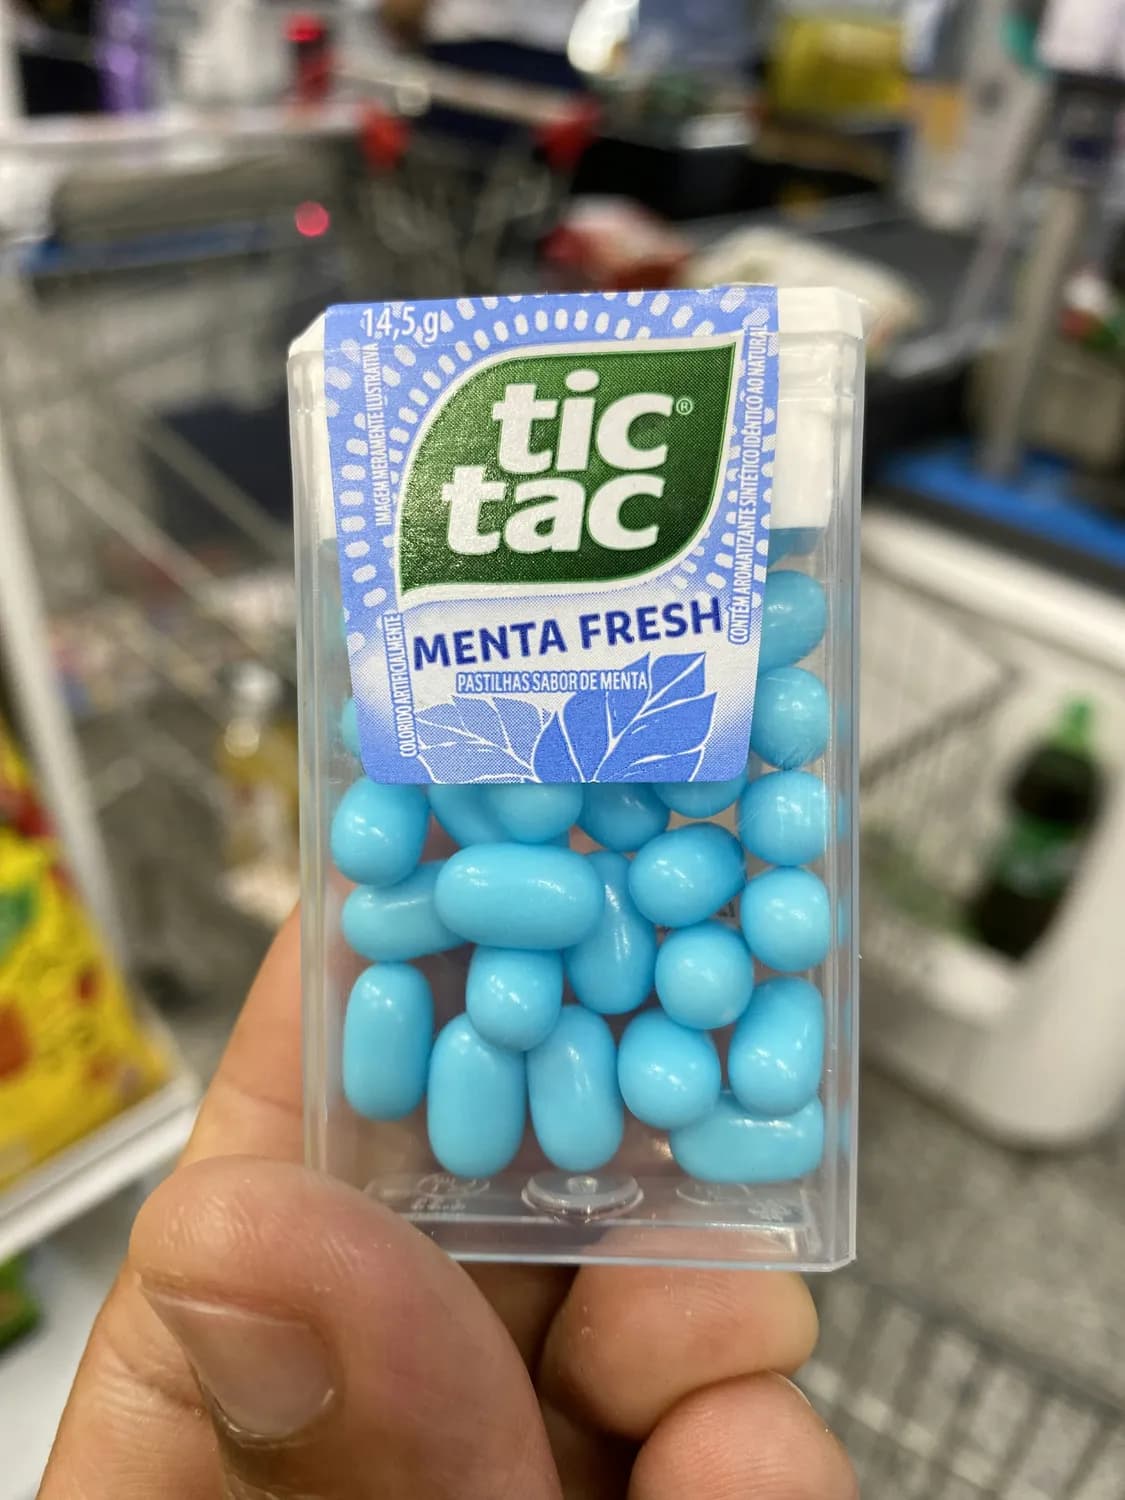 14,5 g
IMAGEM MERAMENTE ILUSTRATIVA
COLORIDO ARTIFICIALMENTE
tic®
tac
MENTA FRESH
PASTILHAS SABOR DE MENTA
CONTÉM AROMATIZANTE SINTÉTICO IDÊNTICO AO NATURAL